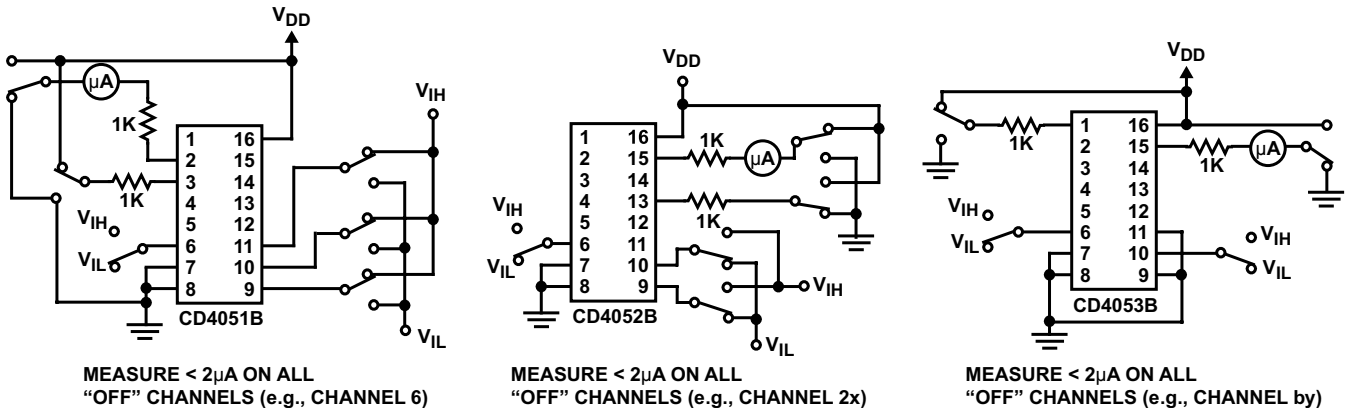 VDD
µA
1K
1K
1 16
2 15
3 14
4 13
5 12
6 11
7 10
8 9
VIH
VIH
VIL
VIL
CD4051B
MEASURE < 2µA ON ALL
“OFF” CHANNELS (e.g., CHANNEL 6)
VDD
1K
µA
1K
1 16
2 15
3 14
4 13
5 12
6 11
7 10
8 9
VIH
VIL
VIH
VIL
CD4052B
MEASURE < 2µA ON ALL
“OFF” CHANNELS (e.g., CHANNEL 2x)
VDD
1K
1K
µA
1 16
2 15
3 14
4 13
5 12
6 11
7 10
8 9
VIH
VIL
VIH
VIL
CD4053B
MEASURE < 2µA ON ALL
“OFF” CHANNELS (e.g., CHANNEL by)